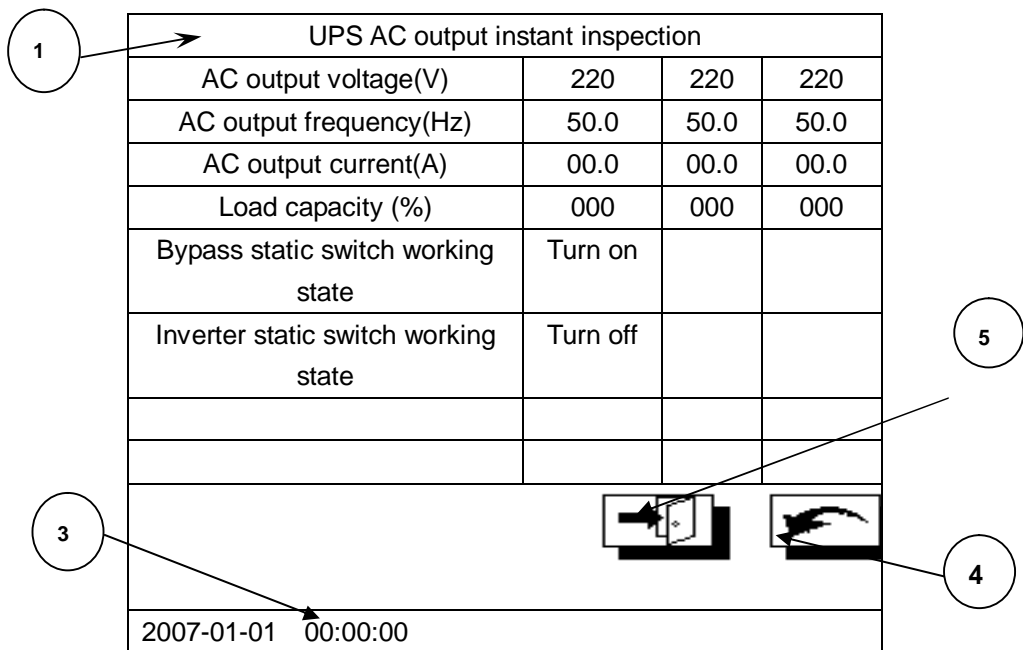 1
UPS AC output instant inspection
AC output voltage(V) 220 220 220
AC output frequency(Hz) 50.0 50.0 50.0
AC output current(A) 00.0 00.0 00.0
Load capacity (%) 000 000 000
Bypass static switch working Turn on
state
Inverter static switch working Turn off
state
5
3
4
2007-01-01 00:00:00